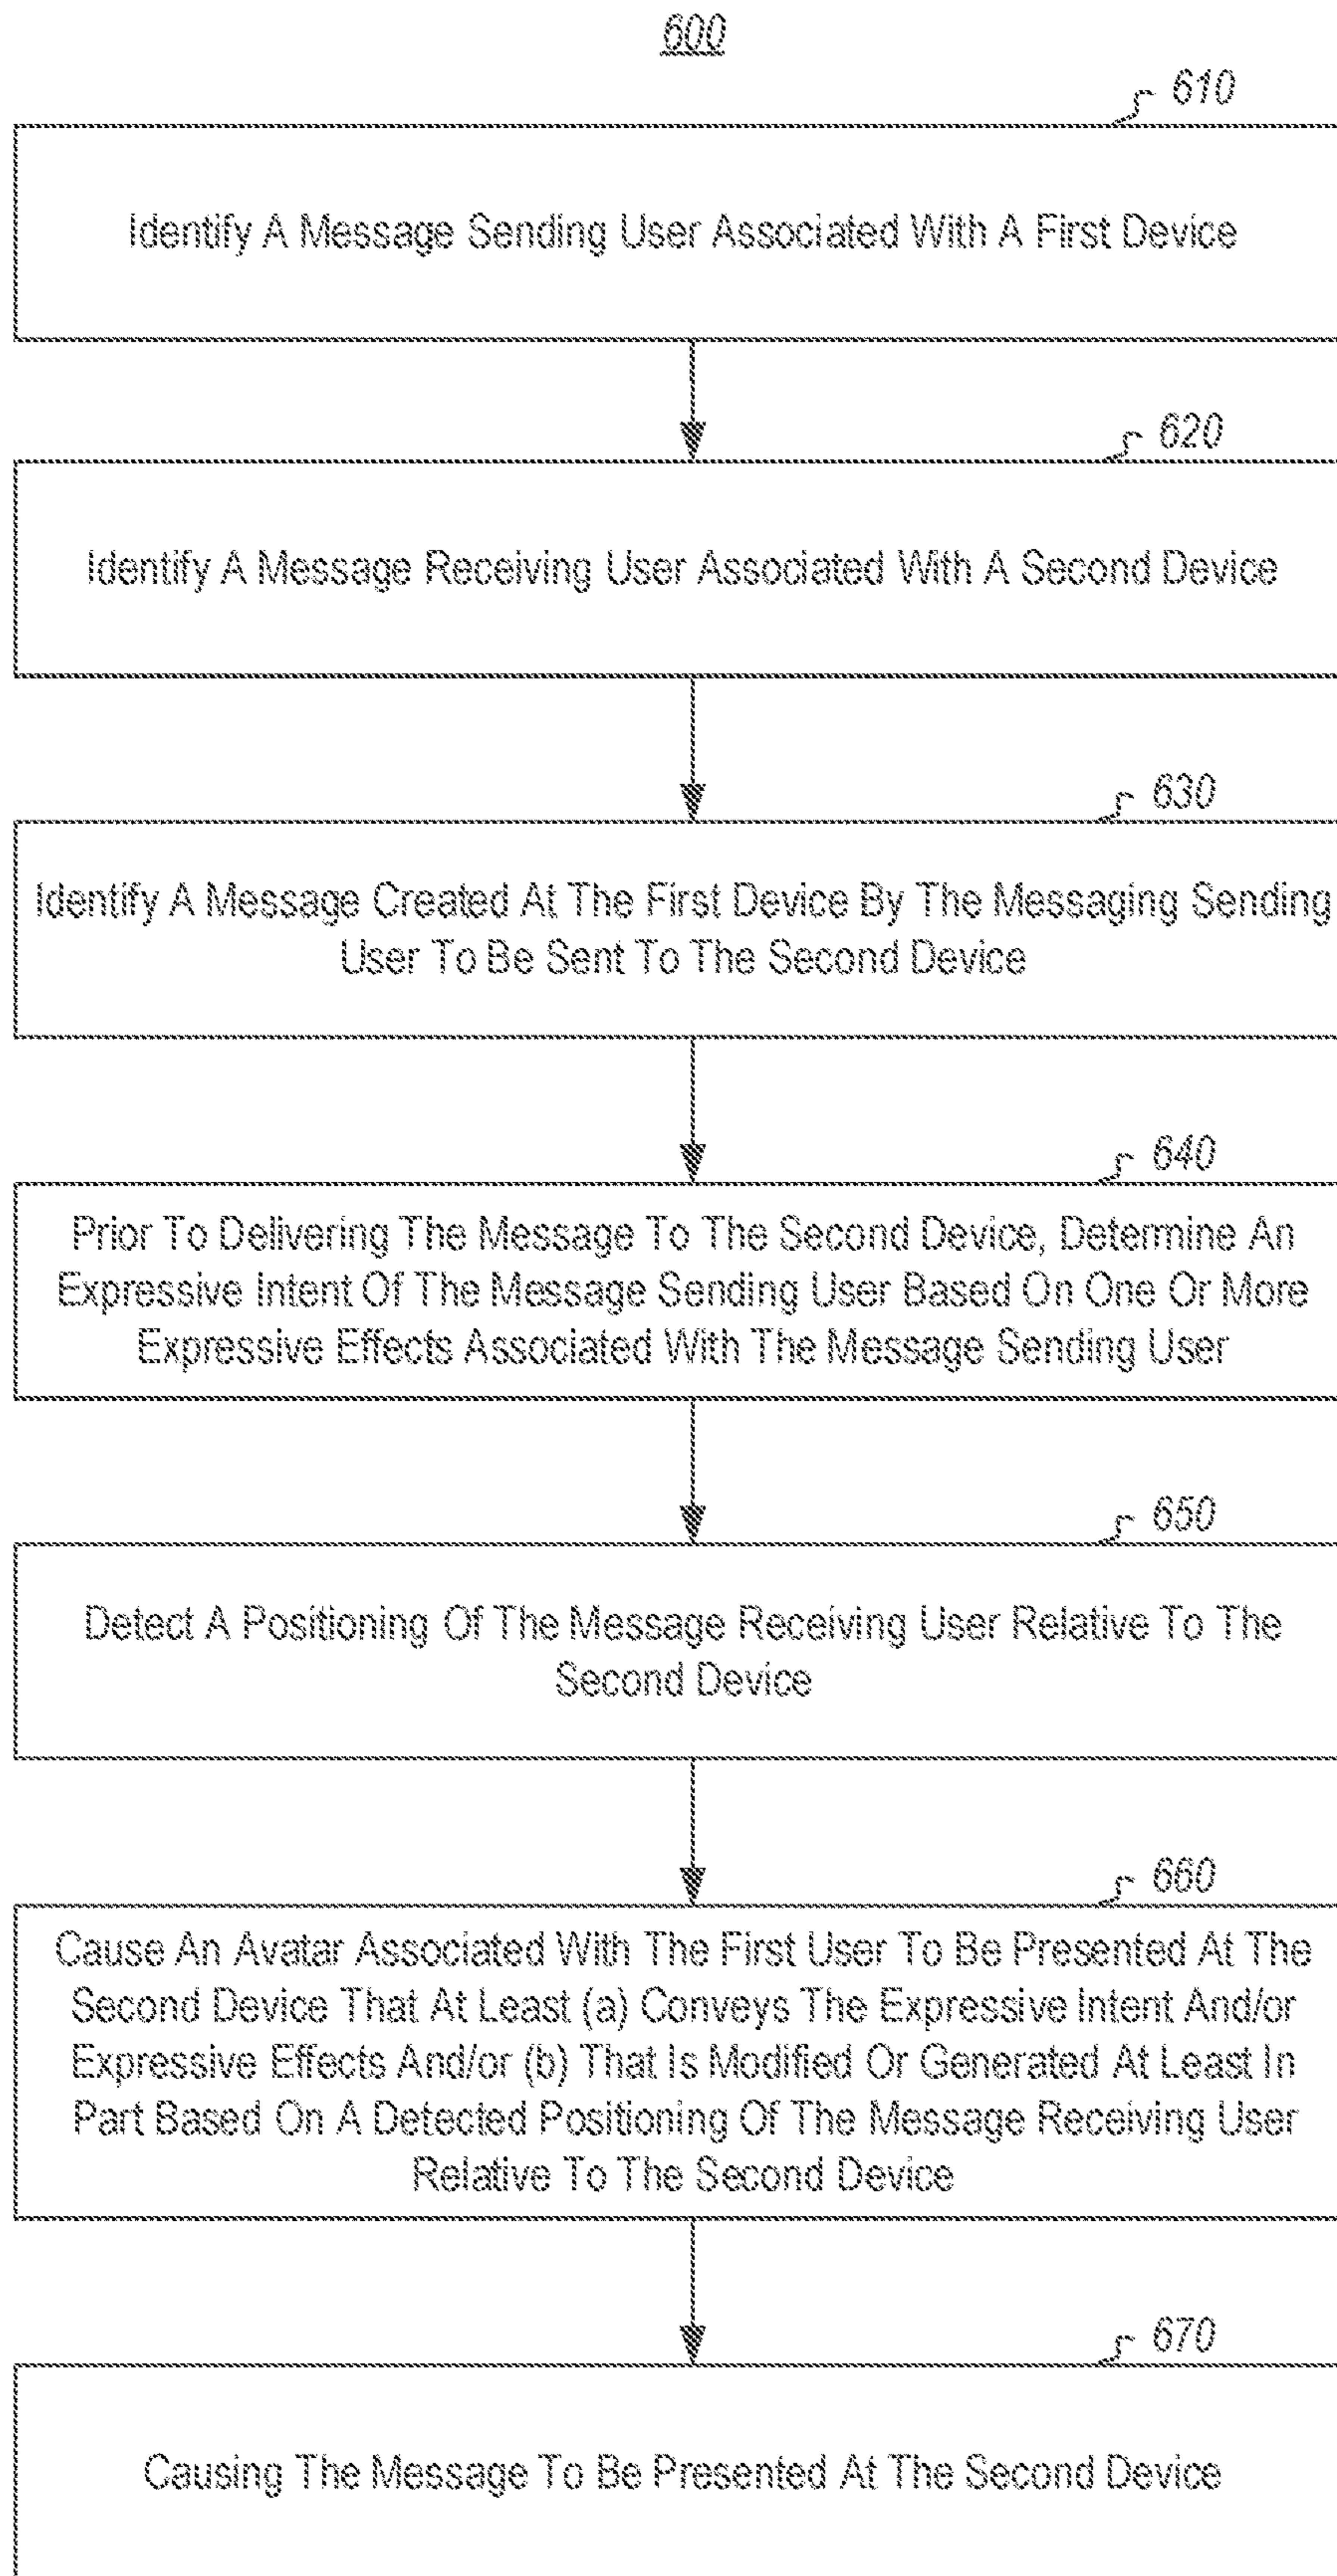 600
610
Identify A Message Sending User Associated With A First Device
620
Identify A Message Receiving User Associated With A Second Device
630
Identify A Message Created At The First Device By The Messaging Sending
User To Be Sent To The Second Device
640
Prior To Delivering The Message To The Second Device, Determine An
Expressive Intent Of The Message Sending User Based On One Or More
Expressive Effects Associated With The Message Sending User
650
Detect A Positioning Of The Message Receiving User Relative To The
Second Device
660
Cause An Avatar Associated With The First User To Be Presented At The
Second Device That At Least (a) Conveys The Expressive Intent And/or
Expressive Effects And/or (b) That Is Modified Or Generated At Least In
Part Based On A Detected Positioning Of The Message Receiving User
Relative To The Second Device
670
Causing The Message To Be Presented At The Second Device